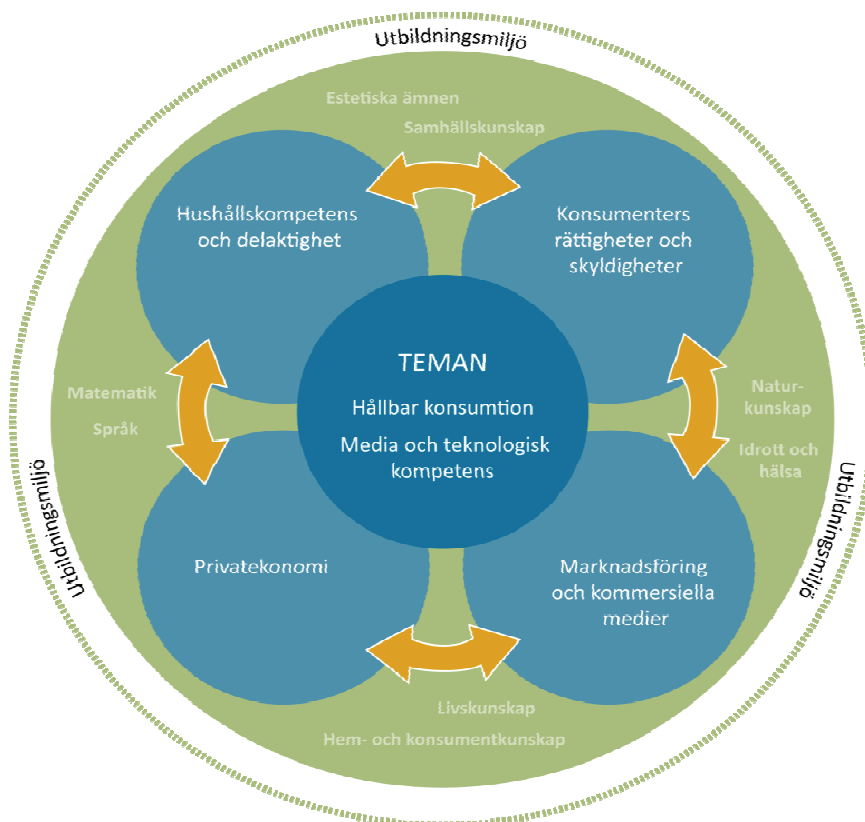 Utbildningsmiljö
Estetiska ämnen
Samhällskunskap
Hushållskompetens
och delaktighet
Konsumenters
rättigheter och
skyldigheter
TEMAN
Hållbar konsumtion
Media och teknologisk
kompetens
Matematik
Språk
Natur-
kunskap
Idrott och
hälsa
Utbildningsmiljö
Utbildningsmiljö
Privatekonomi
Marknadsföring
och kommersiella
medier
Livskunskap
Hem- och konsumentkunskap